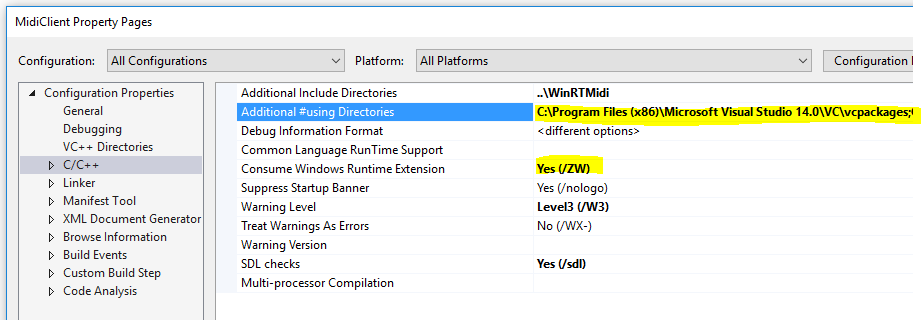 MidiClient Property Pages
Configuration: All Configurations Platform: All Platforms Configuration
Configuration Properties
General
Debugging
VC++ Directories
C/C++
Linker
Manifest Tool
XML Document Generator
Browse Information
Build Events
Custom Build Step
Code Analysis
Additional Include Directories ..\WinRTMidi
Additional #using Directories C:\Program Files (x86)\Microsoft Visual Studio 14.0\VC\vcpackages;
Debug Information Format <different options>
Common Language RunTime Support
Consume Windows Runtime Extension Yes (/ZW)
Suppress Startup Banner Yes (/nologo)
Warning Level Level3 (/W3)
Treat Warnings As Errors No (/WX-)
Warning Version
SDL checks Yes (/sdl)
Multi-processor Compilation